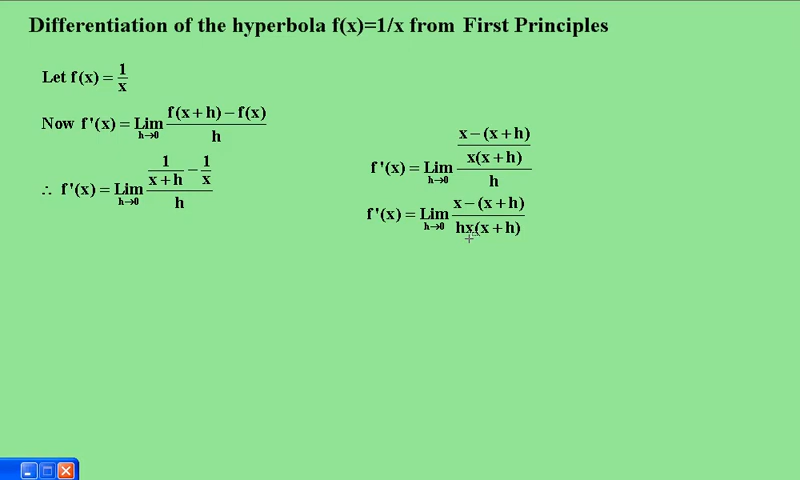 Differentiation of the hyperbola f(x)=1/x from First Principles
Let f(x) = 1/x
Now f'(x) = Lim h→0 (f(x+h) − f(x))/h
∴ f'(x) = Lim h→0 (1/(x+h) − 1/x)/h
f'(x) = Lim h→0 ((x−(x+h))/(x(x+h)))/h
f'(x) = Lim h→0 (x−(x+h))/(hx(x+h))